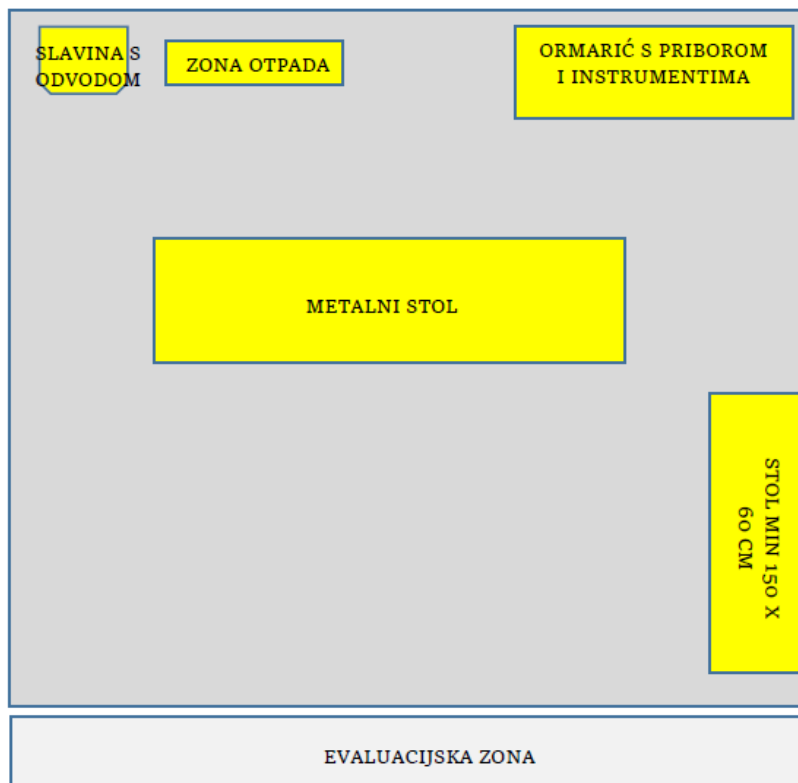 SLAVINA S
ODVODOM
ZONA OTPADA
ORMARIĆ S PRIBOROM
I INSTRUMENTIMA
METALNI STOL
STOL MIN 150 X
60 CM
EVALUACIJSKA ZONA